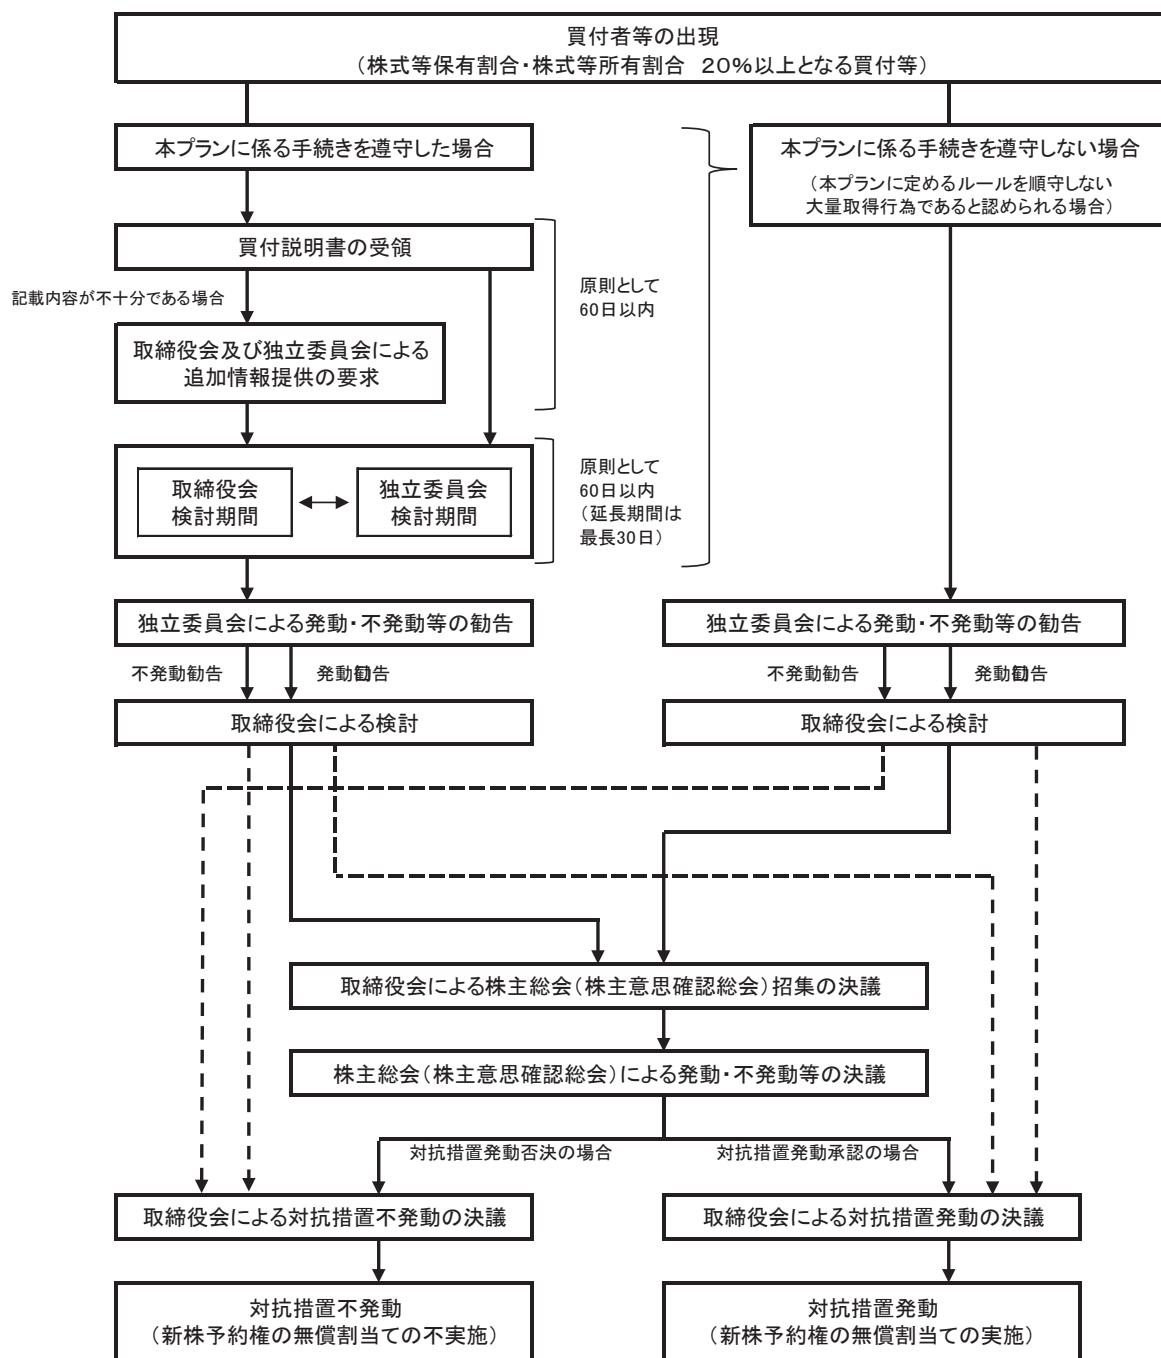 買付者等の出現
（株式等保有割合・株式等所有割合　20％以上となる買付等）
本プランに係る手続きを遵守した場合
本プランに係る手続きを遵守しない場合
（本プランに定めるルールを順守しない
大量取得行為であると認められる場合）
買付説明書の受領
記載内容が不十分である場合
原則として
60日以内
取締役会及び独立委員会による
追加情報提供の要求
取締役会
検討期間
独立委員会
検討期間
原則として
60日以内
（延長期間は
最長30日）
独立委員会による発動・不発動等の勧告
独立委員会による発動・不発動等の勧告
不発動勧告
発動勧告
不発動勧告
発動勧告
取締役会による検討
取締役会による検討
取締役会による株主総会（株主意思確認総会）招集の決議
株主総会（株主意思確認総会）による発動・不発動等の決議
対抗措置発動否決の場合
対抗措置発動承認の場合
取締役会による対抗措置不発動の決議
取締役会による対抗措置発動の決議
対抗措置不発動
（新株予約権の無償割当ての不実施）
対抗措置発動
（新株予約権の無償割当ての実施）